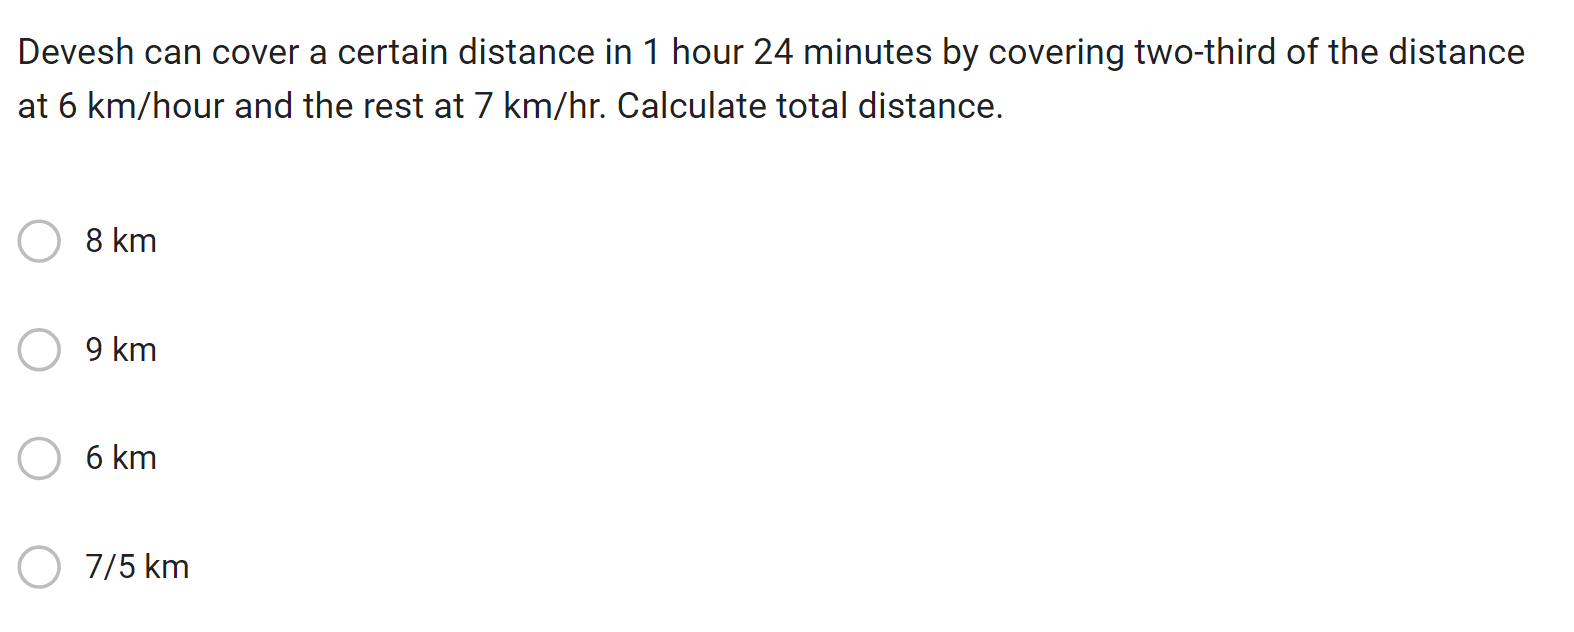 Devesh can cover a certain distance in 1 hour 24 minutes by covering two-third of the distance
at 6 km/hour and the rest at 7 km/hr. Calculate total distance.
8 km
9 km
6 km
7/5 km